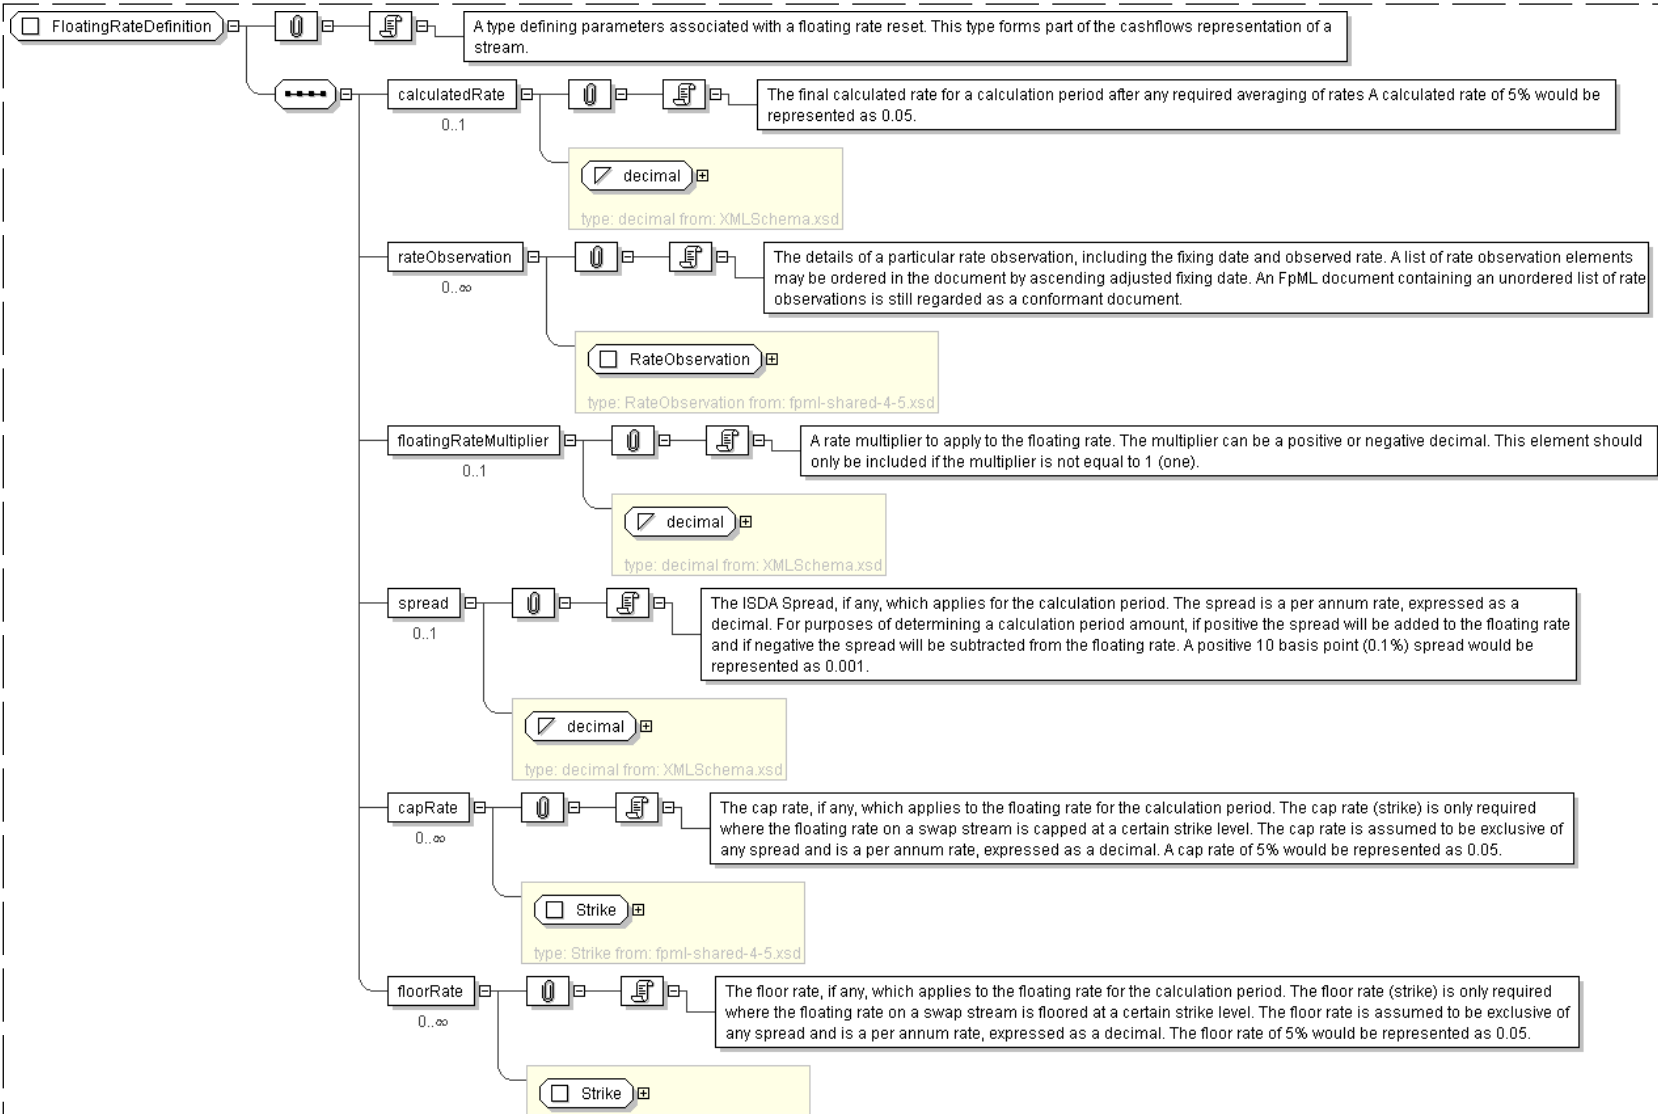 FloatingRateDefinition
A type defining parameters associated with a floating rate reset. This type forms part of the cashflows representation of a
stream.
calculatedRate
0..1
The final calculated rate for a calculation period after any required averaging of rates A calculated rate of 5% would be
represented as 0.05.
decimal
type: decimal from: XMLSchema.xsd
rateObservation
0..∞
The details of a particular rate observation, including the fixing date and observed rate. A list of rate observation elements
may be ordered in the document by ascending adjusted fixing date. An FpML document containing an unordered list of rate
observations is still regarded as a conformant document.
RateObservation
type: RateObservation from: fpml-shared-4-5.xsd
floatingRateMultiplier
0..1
A rate multiplier to apply to the floating rate. The multiplier can be a positive or negative decimal. This element should
only be included if the multiplier is not equal to 1 (one).
decimal
type: decimal from: XMLSchema.xsd
spread
0..1
The ISDA Spread, if any, which applies for the calculation period. The spread is a per annum rate, expressed as a
decimal. For purposes of determining a calculation period amount, if positive the spread will be added to the floating rate
and if negative the spread will be subtracted from the floating rate. A positive 10 basis point (0.1%) spread would be
represented as 0.001.
decimal
type: decimal from: XMLSchema.xsd
capRate
0..∞
The cap rate, if any, which applies to the floating rate for the calculation period. The cap rate (strike) is only required
where the floating rate on a swap stream is capped at a certain strike level. The cap rate is assumed to be exclusive of
any spread and is a per annum rate, expressed as a decimal. A cap rate of 5% would be represented as 0.05.
Strike
type: Strike from: fpml-shared-4-5.xsd
floorRate
0..∞
The floor rate, if any, which applies to the floating rate for the calculation period. The floor rate (strike) is only required
where the floating rate on a swap stream is floored at a certain strike level. The floor rate is assumed to be exclusive of
any spread and is a per annum rate, expressed as a decimal. The floor rate of 5% would be represented as 0.05.
Strike